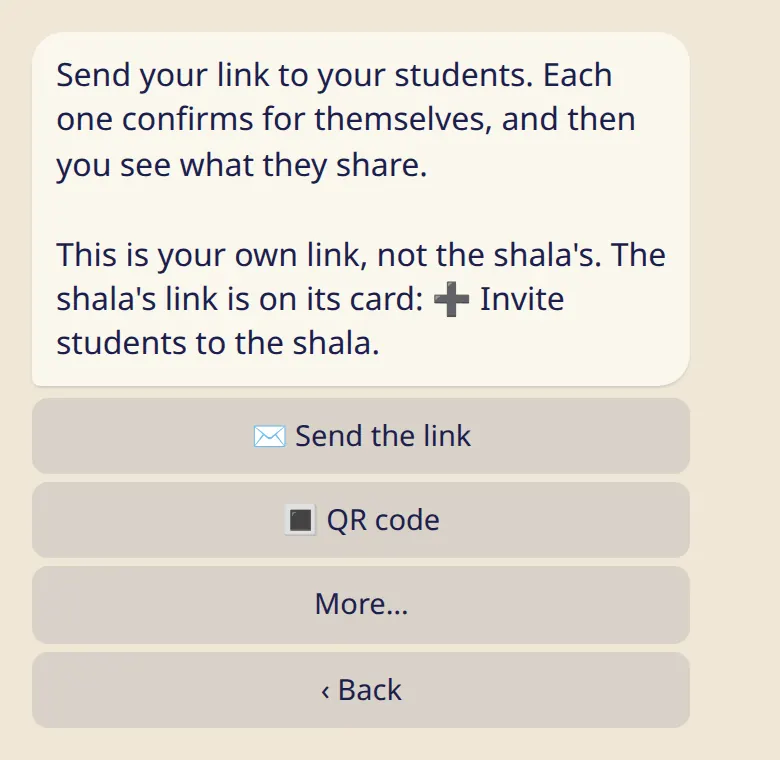 Send your link to your students. Each
one confirms for themselves, and then
you see what they share.
This is your own link, not the shala's. The
shala's link is on its card: ➕ Invite
students to the shala.
✉️ Send the link
🔳 QR code
More...
‹ Back